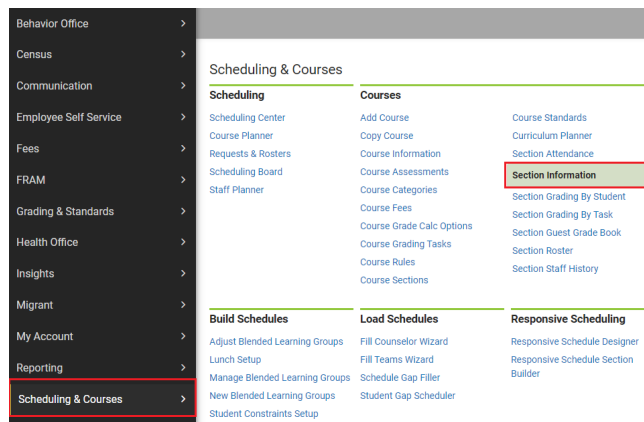 Behavior Office
Census
Communication
Employee Self Service
Fees
FRAM
Grading & Standards
Health Office
Insights
Migrant
My Account
Reporting
Scheduling & Courses
Scheduling & Courses
Scheduling
Scheduling Center
Course Planner
Requests & Rosters
Scheduling Board
Staff Planner
Courses
Add Course
Copy Course
Course Information
Course Assessments
Course Categories
Course Fees
Course Grade Calc Options
Course Grading Tasks
Course Rules
Course Sections
Course Standards
Curriculum Planner
Section Attendance
Section Information
Section Grading By Student
Section Grading By Task
Section Guest Grade Book
Section Roster
Section Staff History
Build Schedules
Adjust Blended Learning Groups
Lunch Setup
Manage Blended Learning Groups
New Blended Learning Groups
Student Constraints Setup
Load Schedules
Fill Counselor Wizard
Fill Teams Wizard
Schedule Gap Filler
Student Gap Scheduler
Responsive Scheduling
Responsive Schedule Designer
Responsive Schedule Section
Builder